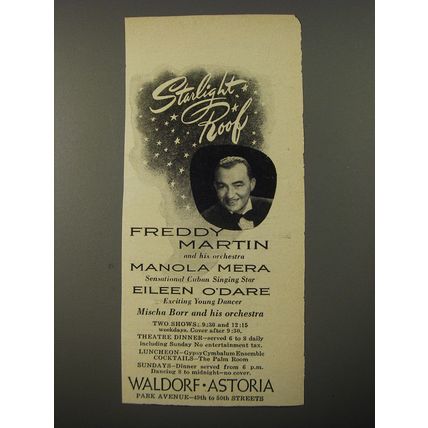 Starlight
Roof
FREDDY
MARTIN
and his orchestra
MANOLA MERA
Sensational Cuban Singing Star
EILEEN O'DARE
Exciting Young Dancer
Mischa Borr and his orchestra
TWO SHOWS: 9:30 and 12:15
weekdays. Cover after 9:30.
THEATRE DINNER—served 6 to 8 daily
including Sunday No entertainment tax.
LUNCHEON—Gypsy Cymbalum Ensemble
COCKTAILS—The Palm Room
SUNDAYS—Dinner served from 6 p.m.
Dancing 8 to midnight—no cover.
WALDORF·ASTORIA
PARK AVENUE—49th to 50th STREETS